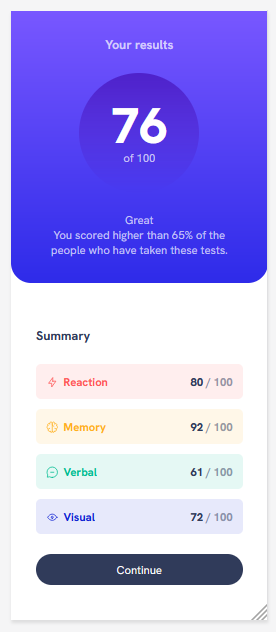 Your results
76
of 100
Great
You scored higher than 65% of the
people who have taken these tests.
Summary
Reaction 80 / 100
Memory 92 / 100
Verbal 61 / 100
Visual 72 / 100
Continue